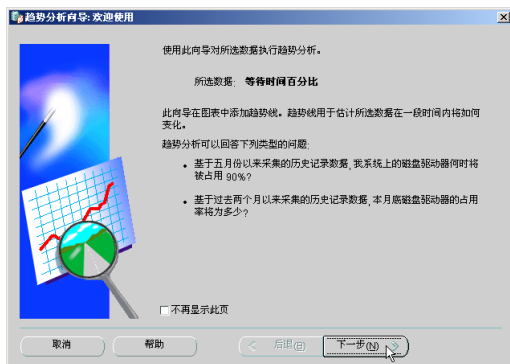 趋势分析向导: 欢迎使用
使用此向导对所选数据执行趋势分析。
所选数据: 等待时间百分比
此向导在图表中添加趋势线。趋势线用于估计所选数据在一段时间内将如何
变化。
趋势分析可以回答下列类型的问题:
• 基于五月份以来采集的历史记录数据, 我系统上的磁盘驱动器何时将
被占用 90%?
• 基于过去两个月以来采集的历史记录数据, 本月底磁盘驱动器的占用
率将为多少?
不再显示此页
取消 帮助 < 后退(B) 下一步(N) >